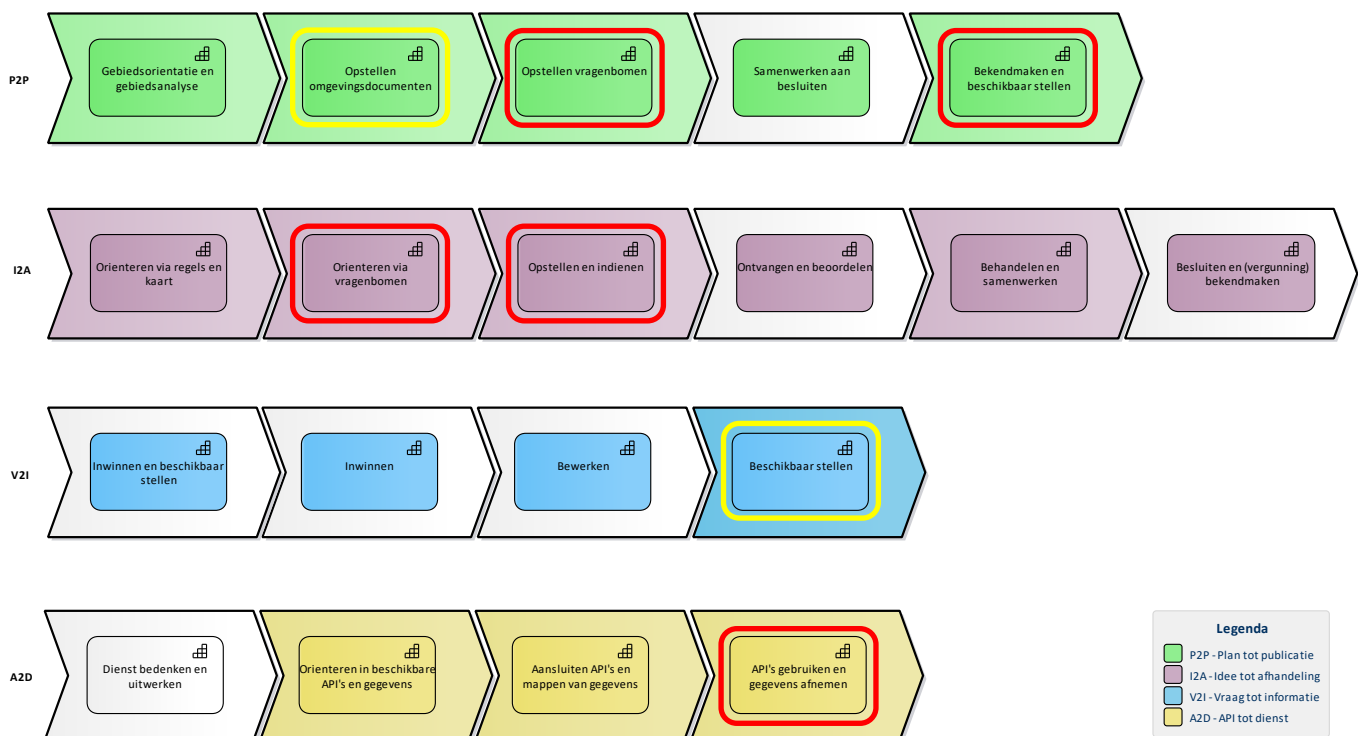 P2P
Gebiedsorientatie en
gebiedsanalyse
Opstellen
omgevingsdocumenten
Opstellen vragenbomen
Samenwerken aan
besluiten
Bekendmaken en
beschikbaar stellen
I2A
Orienteren via regels en
kaart
Orienteren via
vragenbomen
Opstellen en indienen
Ontvangen en beoordelen
Behandelen en
samenwerken
Besluiten en (vergunning)
bekendmaken
V2I
Inwinnen en beschikbaar
stellen
Inwinnen
Bewerken
Beschikbaar stellen
A2D
Dienst bedenken en
uitwerken
Orienteren in beschikbare
API's en gegevens
Aansluiten API's en
mappen van gegevens
API's gebruiken en
gegevens afnemen
Legenda
P2P - Plan tot publicatie
I2A - Idee tot afhandeling
V2I - Vraag tot informatie
A2D - API tot dienst